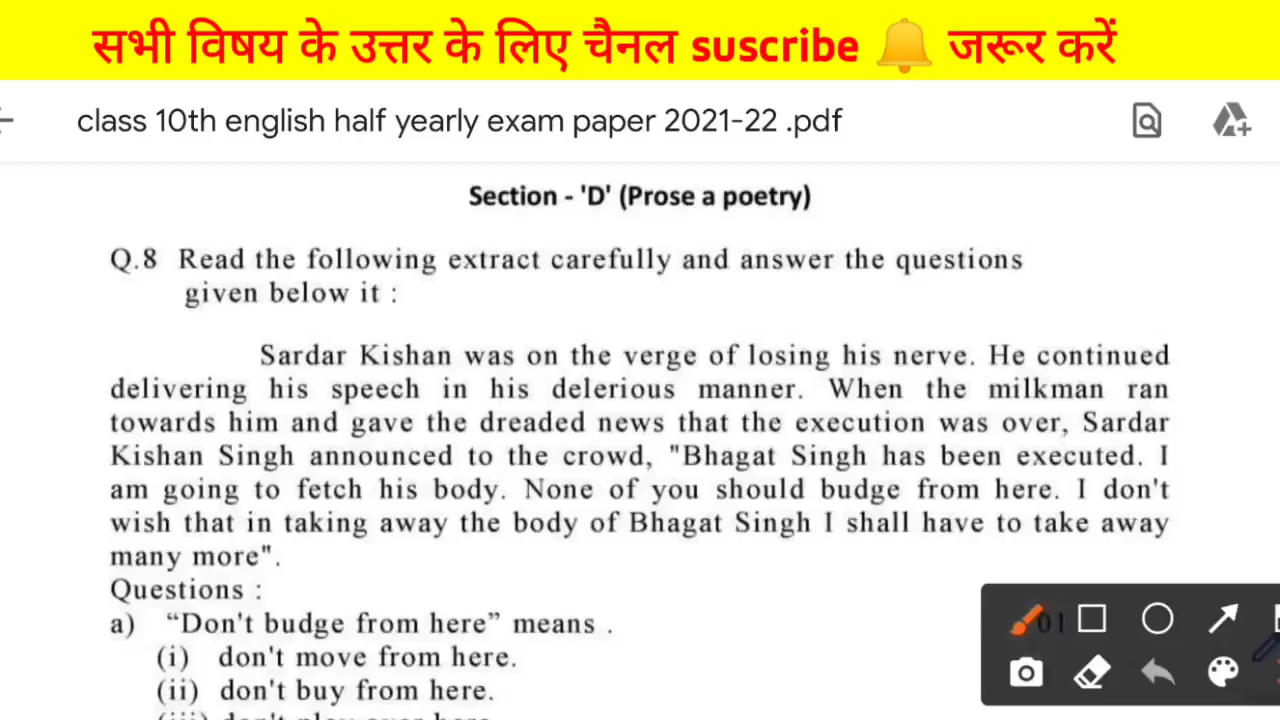 सभी विषय के उत्तर के लिए चैनल suscribe 🔔 जरूर करें
class 10th english half yearly exam paper 2021-22 .pdf
Section - 'D' (Prose a poetry)
Q.8 Read the following extract carefully and answer the questions
given below it :
Sardar Kishan was on the verge of losing his nerve. He continued
delivering his speech in his delerious manner. When the milkman ran
towards him and gave the dreaded news that the execution was over, Sardar
Kishan Singh announced to the crowd, "Bhagat Singh has been executed. I
am going to fetch his body. None of you should budge from here. I don't
wish that in taking away the body of Bhagat Singh I shall have to take away
many more".
Questions :
a) “Don't budge from here” means . 01
(i) don't move from here.
(ii) don't buy from here.